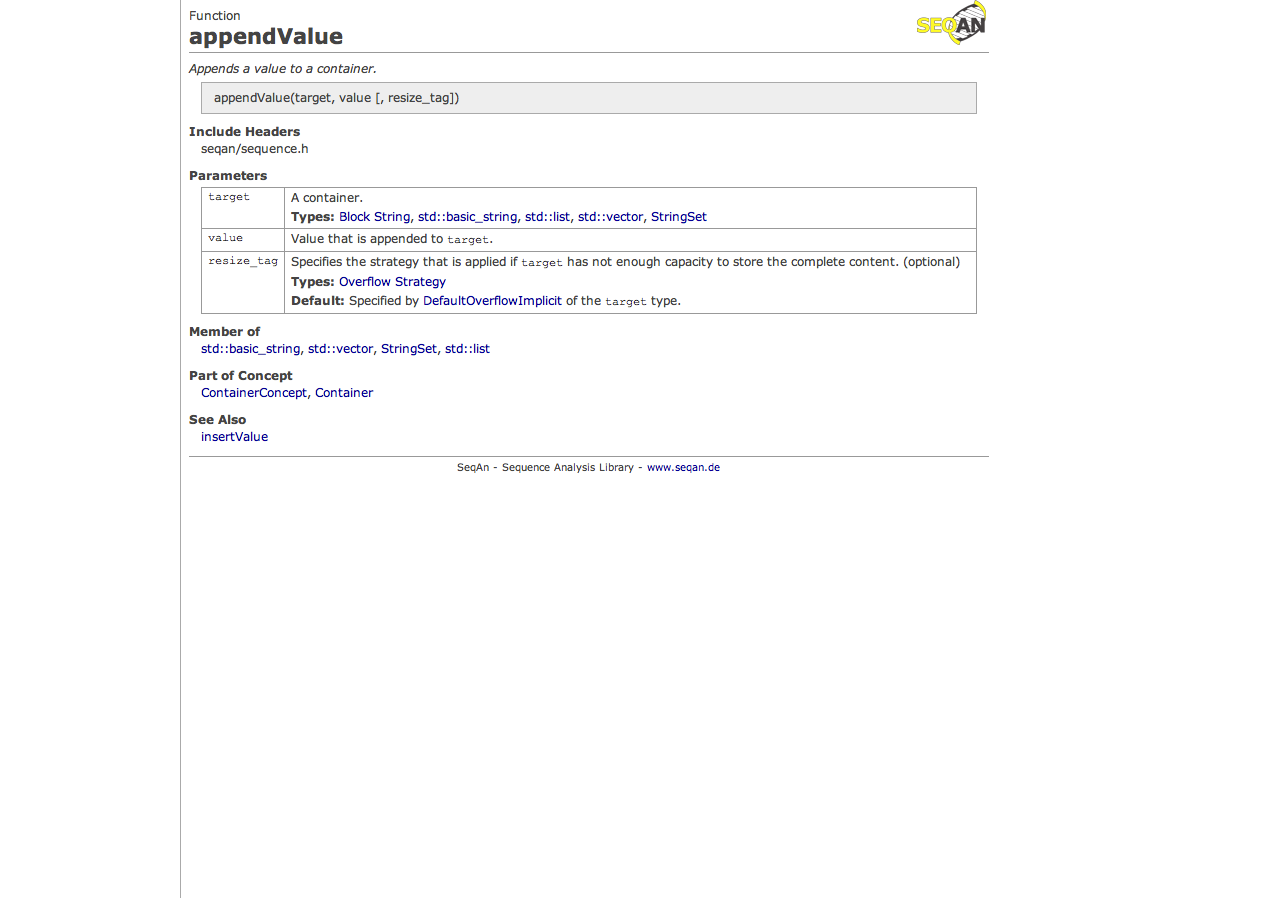 Function
SEQAN
appendValue
Appends a value to a container.
appendValue(target, value [, resize_tag])
Include Headers
seqan/sequence.h
Parameters
target A container.
Types: Block String, std::basic_string, std::list, std::vector, StringSet
value Value that is appended to target.
resize_tag Specifies the strategy that is applied if target has not enough capacity to store the complete content. (optional)
Types: Overflow Strategy
Default: Specified by DefaultOverflowImplicit of the target type.
Member of
std::basic_string, std::vector, StringSet, std::list
Part of Concept
ContainerConcept, Container
See Also
insertValue
SeqAn - Sequence Analysis Library - www.seqan.de